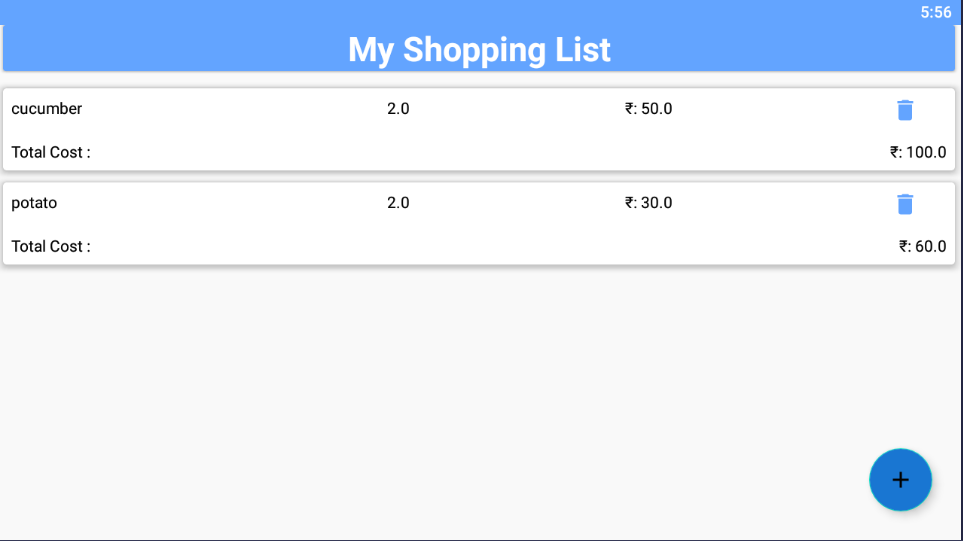 5:56
My Shopping List
cucumber 2.0 ₹: 50.0
Total Cost : ₹: 100.0
potato 2.0 ₹: 30.0
Total Cost : ₹: 60.0
+